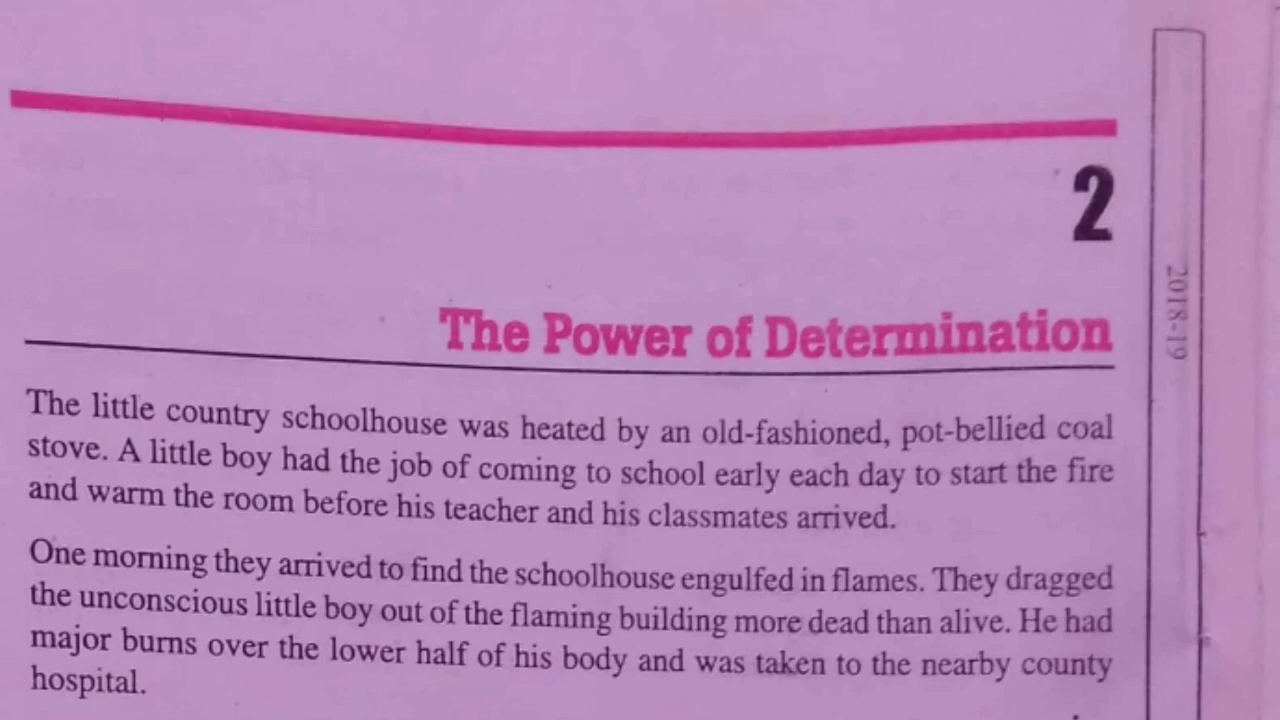 2
The Power of Determination
The little country schoolhouse was heated by an old-fashioned, pot-bellied coal
stove. A little boy had the job of coming to school early each day to start the fire
and warm the room before his teacher and his classmates arrived.
One morning they arrived to find the schoolhouse engulfed in flames. They dragged
the unconscious little boy out of the flaming building more dead than alive. He had
major burns over the lower half of his body and was taken to the nearby county
hospital.
2018-19